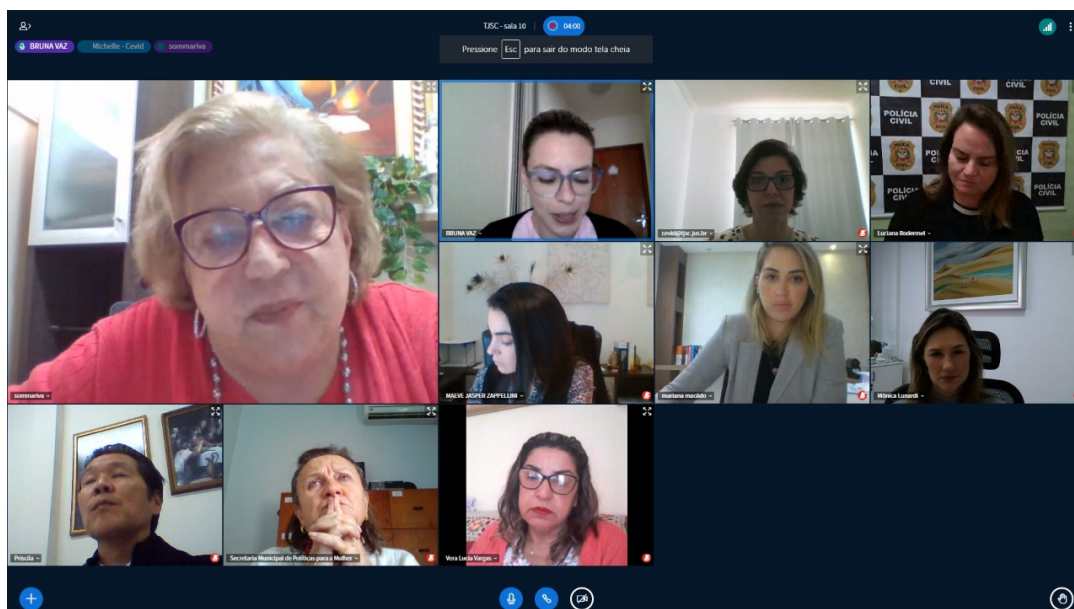 TJSC - sala 10
04:00
BRUNA VAZ
Michelle - Cevid
sommariva
Pressione Esc para sair do modo tela cheia
BRUNA VAZ
cevid@tjsc.jus.br
Luciana Rodermel
POLÍCIA CIVIL
POLÍCIA CIVIL
POLÍCIA CIVIL
sommariva
MAEVE JASPER ZAPPELLINI
mariana macêdo
Mônica Lunardi
Priscila
Secretaria Municipal de Políticas para a Mulher
Vera Lucia Vargas